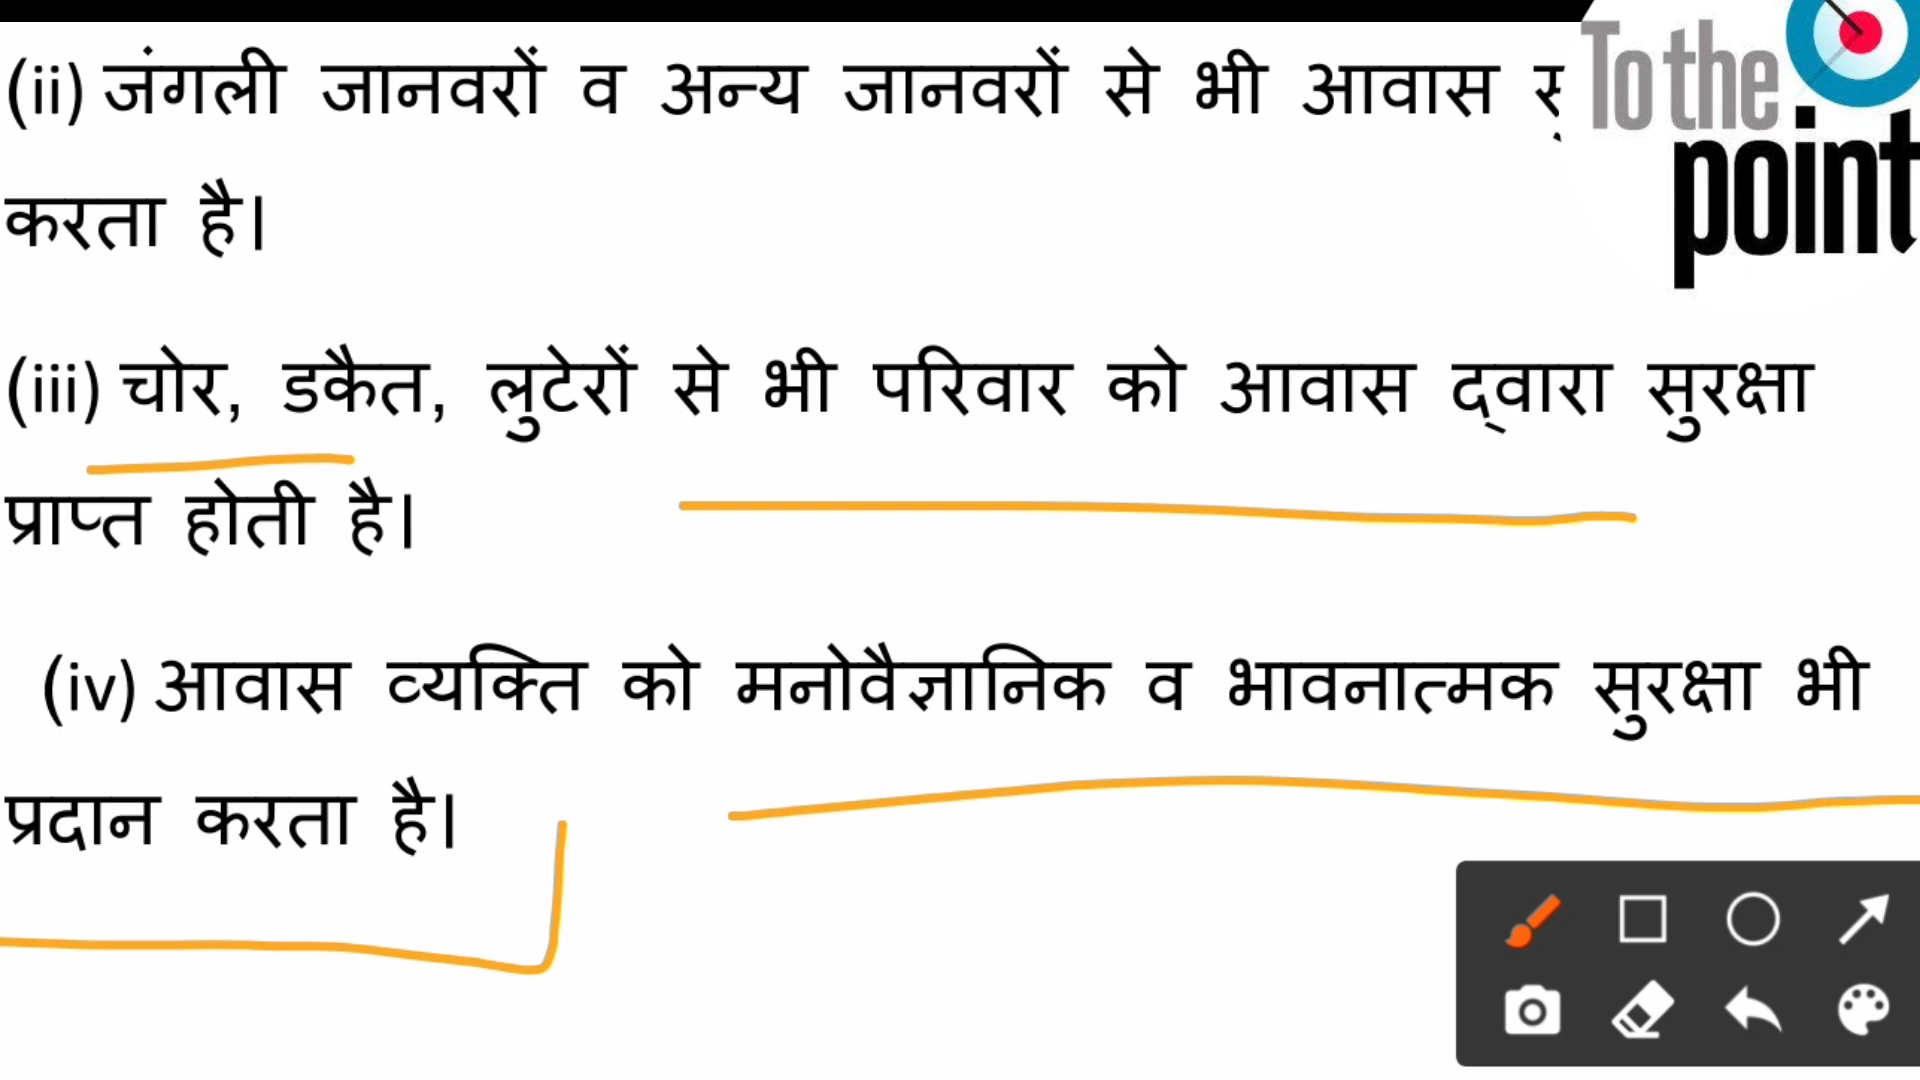 (ii) जंगली जानवरों व अन्य जानवरों से भी आवास
करता है।
(iii) चोर, डकैत, लुटेरों से भी परिवार को आवास द्‌वारा सुरक्षा
प्राप्त होती है।
(iv) आवास व्यक्ति को मनोवैज्ञानिक व भावनात्मक सुरक्षा भी
प्रदान करता है।
To the
point